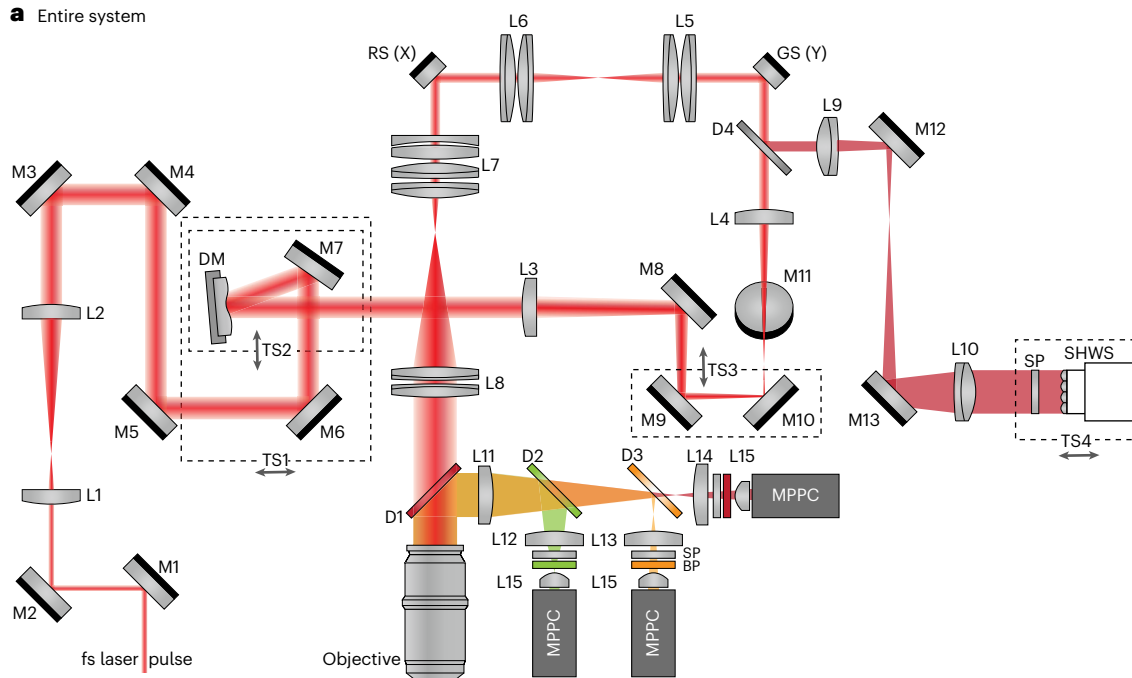 a Entire system
L6
L5
RS (X)
GS (Y)
L9
M12
D4
M3
M4
L7
L4
M7
DM
M8
M11
L3
L2
TS2
TS3
L10
SP
SHWS
L8
M5
M6
M9
M10
M13
TS1
TS4
L11
D2
D3
L14
L15
L1
MPPC
D1
L12
L13
SP
BP
M1
M2
L15
L15
MPPC
MPPC
fs laser pulse
Objective